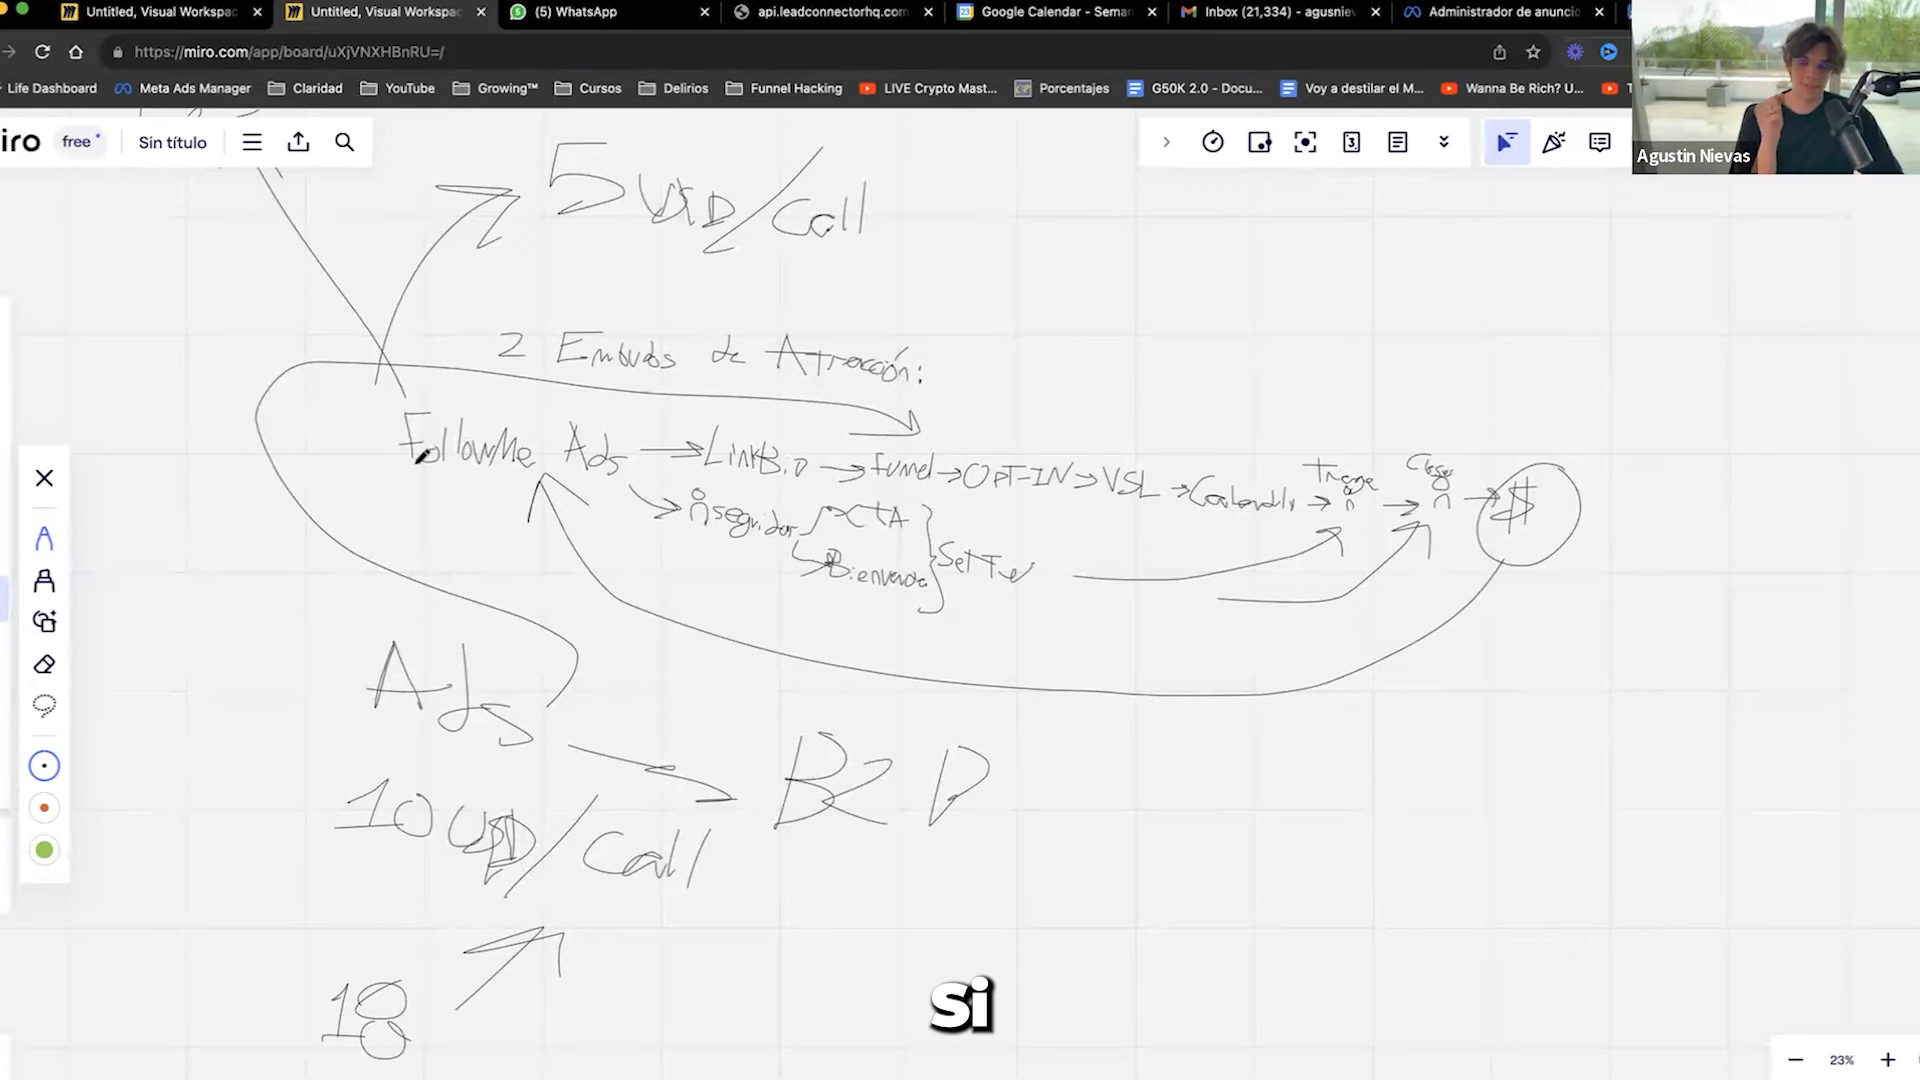 Untitled, Visual Workspac
Untitled, Visual Workspac
(5) WhatsApp
api.leadconnectorhq.com
Google Calendar - Seman
Inbox (21,334) - agusniev
Administrador de anuncio
https://miro.com/app/board/uXjVNXHBnRU=/
Life Dashboard
Meta Ads Manager
Claridad
YouTube
Growing™
Cursos
Delirios
Funnel Hacking
LIVE Crypto Mast...
Porcentajes
G50K 2.0 - Docu...
Voy a destilar el M...
Wanna Be Rich? U...
iro
free
Sin título
3
Agustin Nievas
5 USD/Call
2 Embudos de Atracción:
FollowMe Ads → LinkBio → Funnel → OPT-IN → VSL → Calendly → Triage → Closer → $
seguidor CTA
Bienvenida
Setter
Ads
B2P
10 USD/Call
18
si
23%